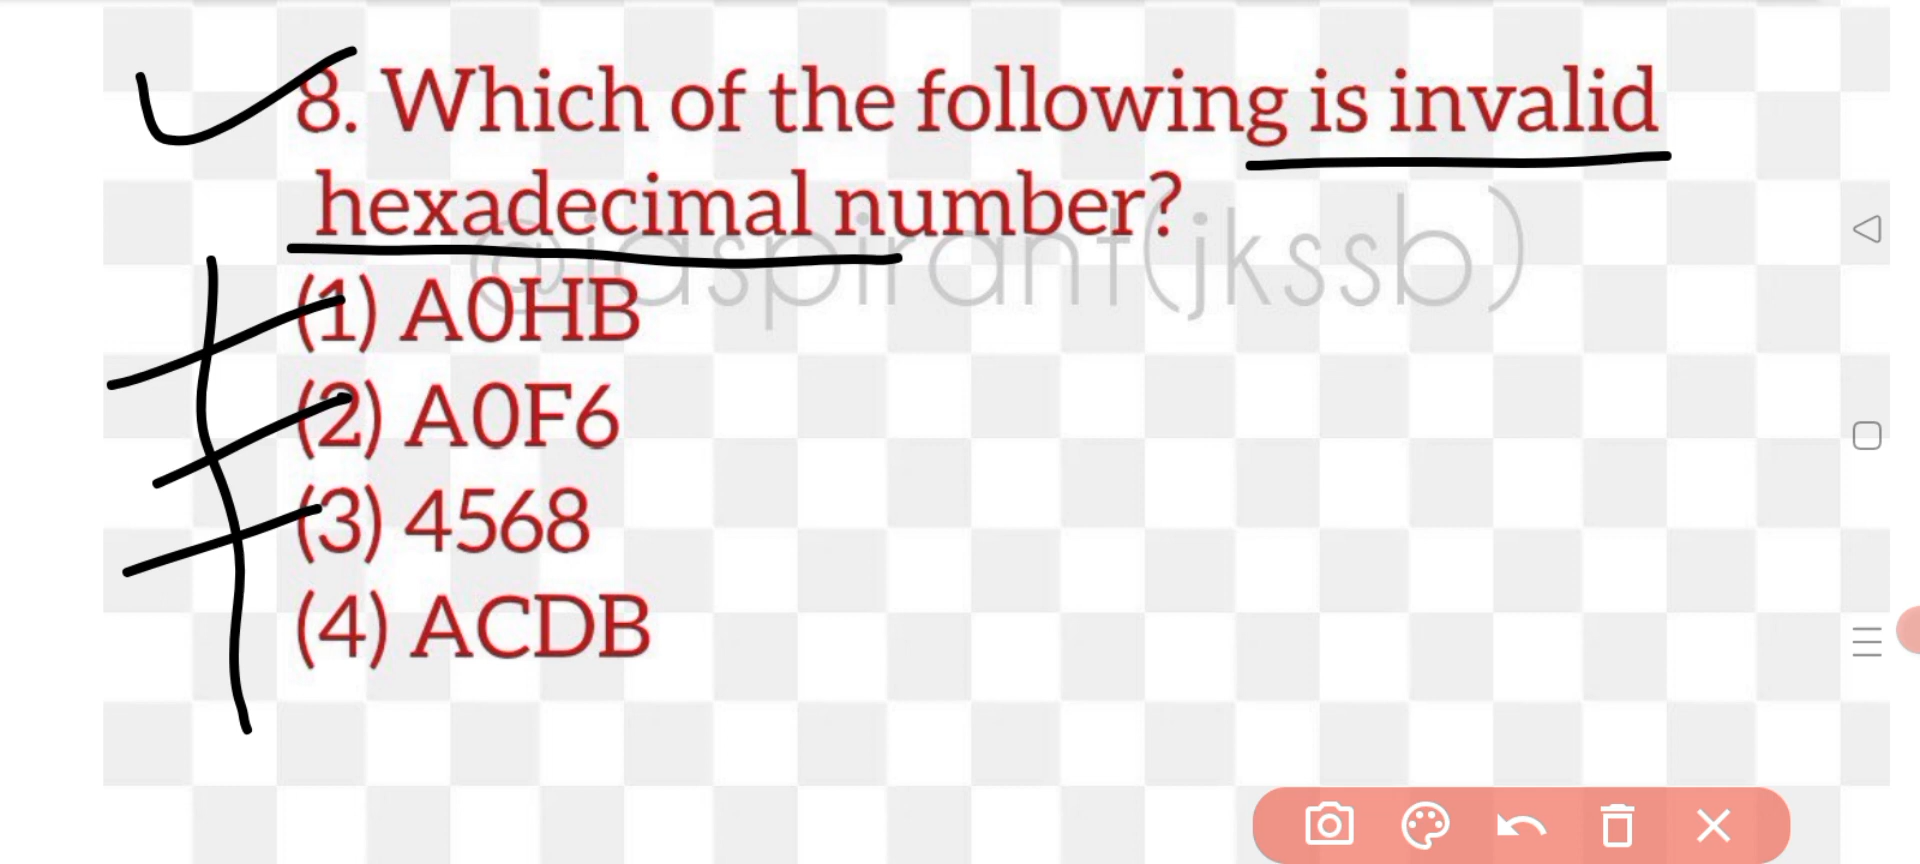 8. Which of the following is invalid
hexadecimal number?
@iaspirant(jkssb)
(1) A0HB
(2) A0F6
(3) 4568
(4) ACDB